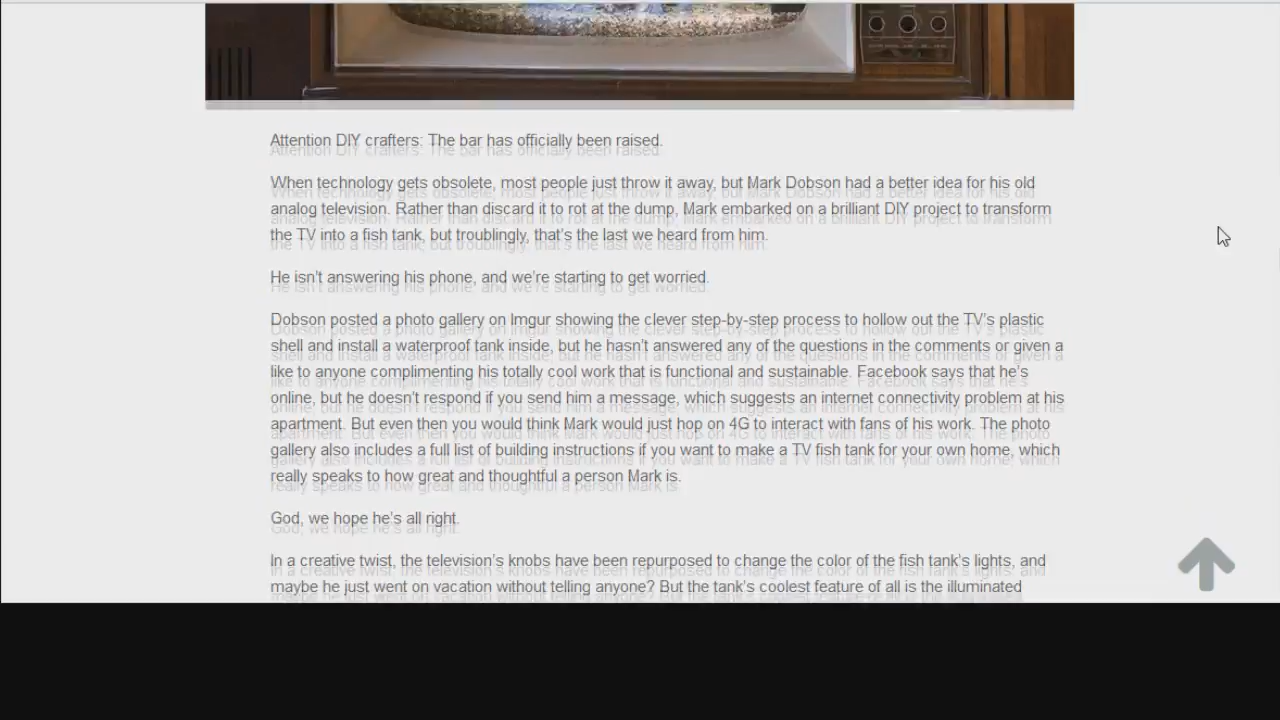 Attention DIY crafters: The bar has officially been raised.
When technology gets obsolete, most people just throw it away, but Mark Dobson had a better idea for his old
analog television. Rather than discard it to rot at the dump, Mark embarked on a brilliant DIY project to transform
the TV into a fish tank, but troublingly, that’s the last we heard from him.
He isn’t answering his phone, and we’re starting to get worried.
Dobson posted a photo gallery on Imgur showing the clever step-by-step process to hollow out the TV’s plastic
shell and install a waterproof tank inside, but he hasn’t answered any of the questions in the comments or given a
like to anyone complimenting his totally cool work that is functional and sustainable. Facebook says that he’s
online, but he doesn’t respond if you send him a message, which suggests an internet connectivity problem at his
apartment. But even then you would think Mark would just hop on 4G to interact with fans of his work. The photo
gallery also includes a full list of building instructions if you want to make a TV fish tank for your own home, which
really speaks to how great and thoughtful a person Mark is.
God, we hope he’s all right.
In a creative twist, the television’s knobs have been repurposed to change the color of the fish tank’s lights, and
maybe he just went on vacation without telling anyone? But the tank’s coolest feature of all is the illuminated